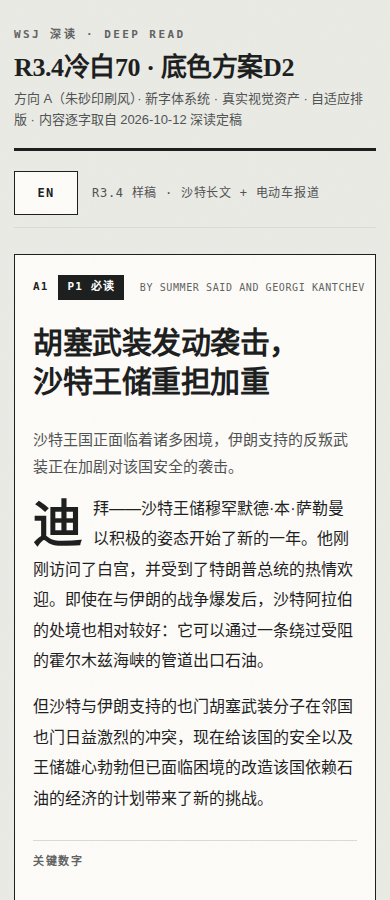 WSJ 深读 · DEEP READ
R3.4冷白70 · 底色方案D2
方向 A（朱砂印刷风）· 新字体系统 · 真实视觉资产 · 自适应排
版 · 内容逐字取自 2026-10-12 深读定稿
EN
R3.4 样稿 · 沙特长文 + 电动车报道
A1 P1 必读 BY SUMMER SAID AND GEORGI KANTCHEV
胡塞武装发动袭击，
沙特王储重担加重
沙特王国正面临着诸多困境，伊朗支持的反叛武
装正在加剧对该国安全的袭击。
迪拜——沙特王储穆罕默德·本·萨勒曼
以积极的姿态开始了新的一年。他刚
刚访问了白宫，并受到了特朗普总统的热情欢
迎。即使在与伊朗的战争爆发后，沙特阿拉伯
的处境也相对较好：它可以通过一条绕过受阻
的霍尔木兹海峡的管道出口石油。
但沙特与伊朗支持的也门胡塞武装分子在邻国
也门日益激烈的冲突，现在给该国的安全以及
王储雄心勃勃但已面临困境的改造该国依赖石
油的经济的计划带来了新的挑战。
关键数字